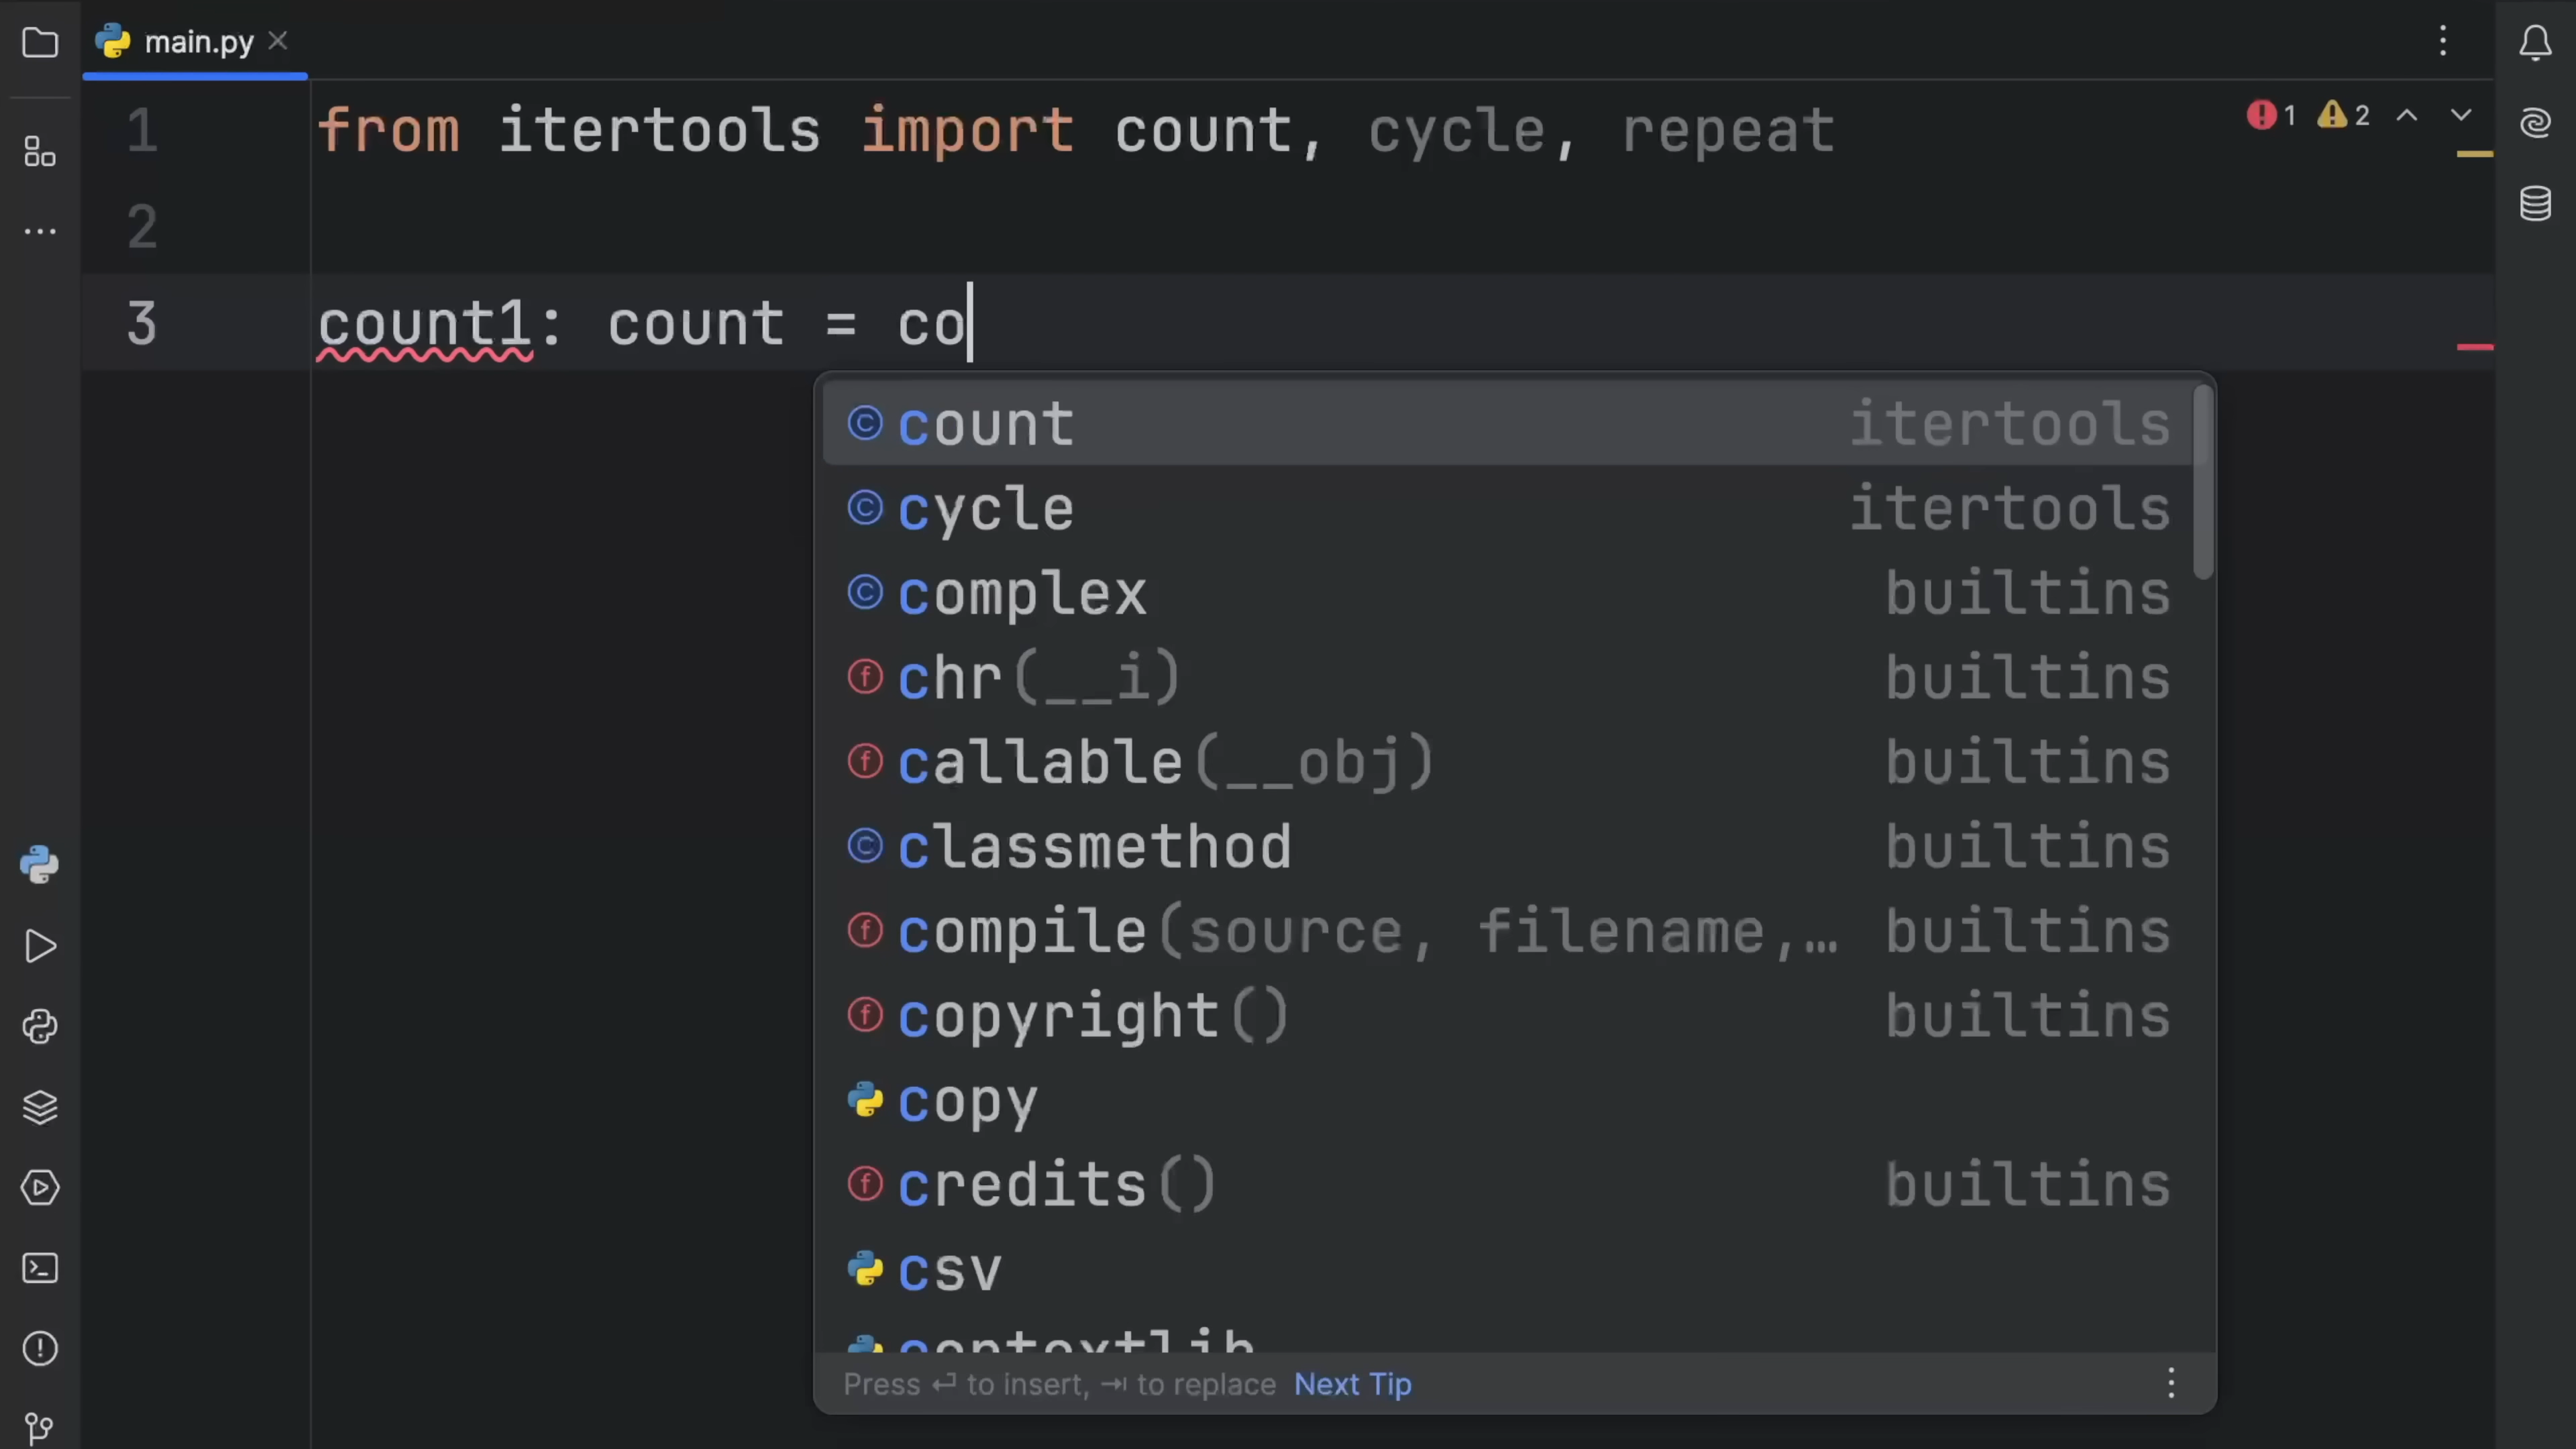 main.py
1 from itertools import count, cycle, repeat
1 2
2
3 count1: count = co
count itertools
cycle itertools
complex builtins
chr(__i) builtins
callable(__obj) builtins
classmethod builtins
compile(source, filename,… builtins
copyright() builtins
copy
credits() builtins
csv
contextlib
Press ⏎ to insert, ⇥ to replace Next Tip